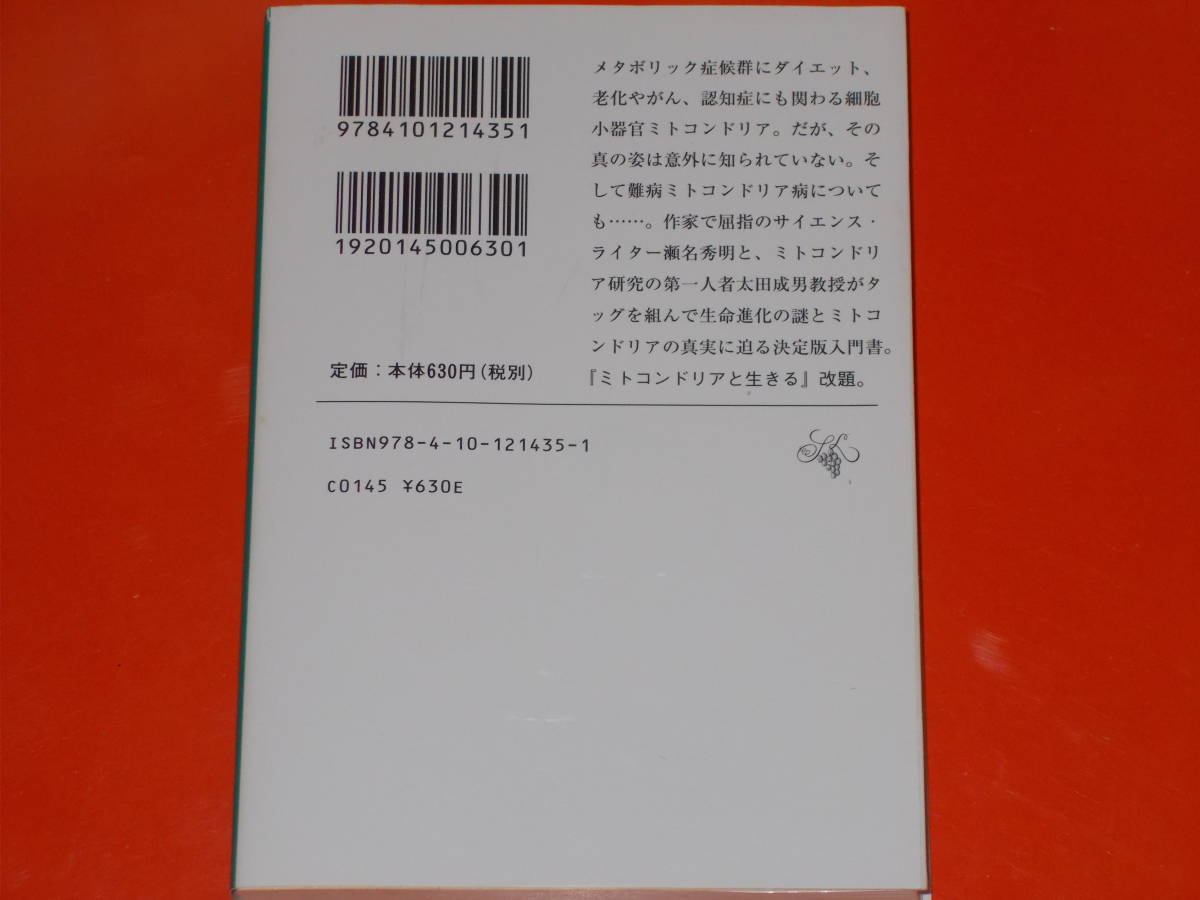 9784101214351
1920145006301
定価：本体630円（税別）
メタボリック症候群にダイエット、
老化やがん、認知症にも関わる細胞
小器官ミトコンドリア。だが、その
真の姿は意外に知られていない。そ
して難病ミトコンドリア病について
も……。作家で屈指のサイエンス・
ライター瀬名秀明と、ミトコンドリ
ア研究の第一人者太田成男教授がタ
ッグを組んで生命進化の謎とミトコ
ンドリアの真実に迫る決定版入門書。
『ミトコンドリアと生きる』改題。
ISBN978-4-10-121435-1
C0145 ¥630E